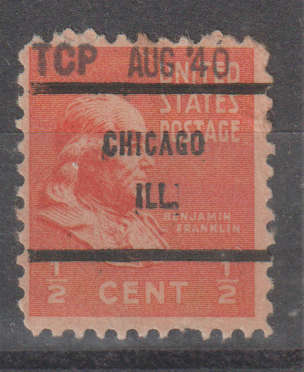 TCP AUG '40
UNITED
STATES
POSTAGE
CHICAGO
ILL.
BENJAMIN
FRANKLIN
1/2 CENT 1/2